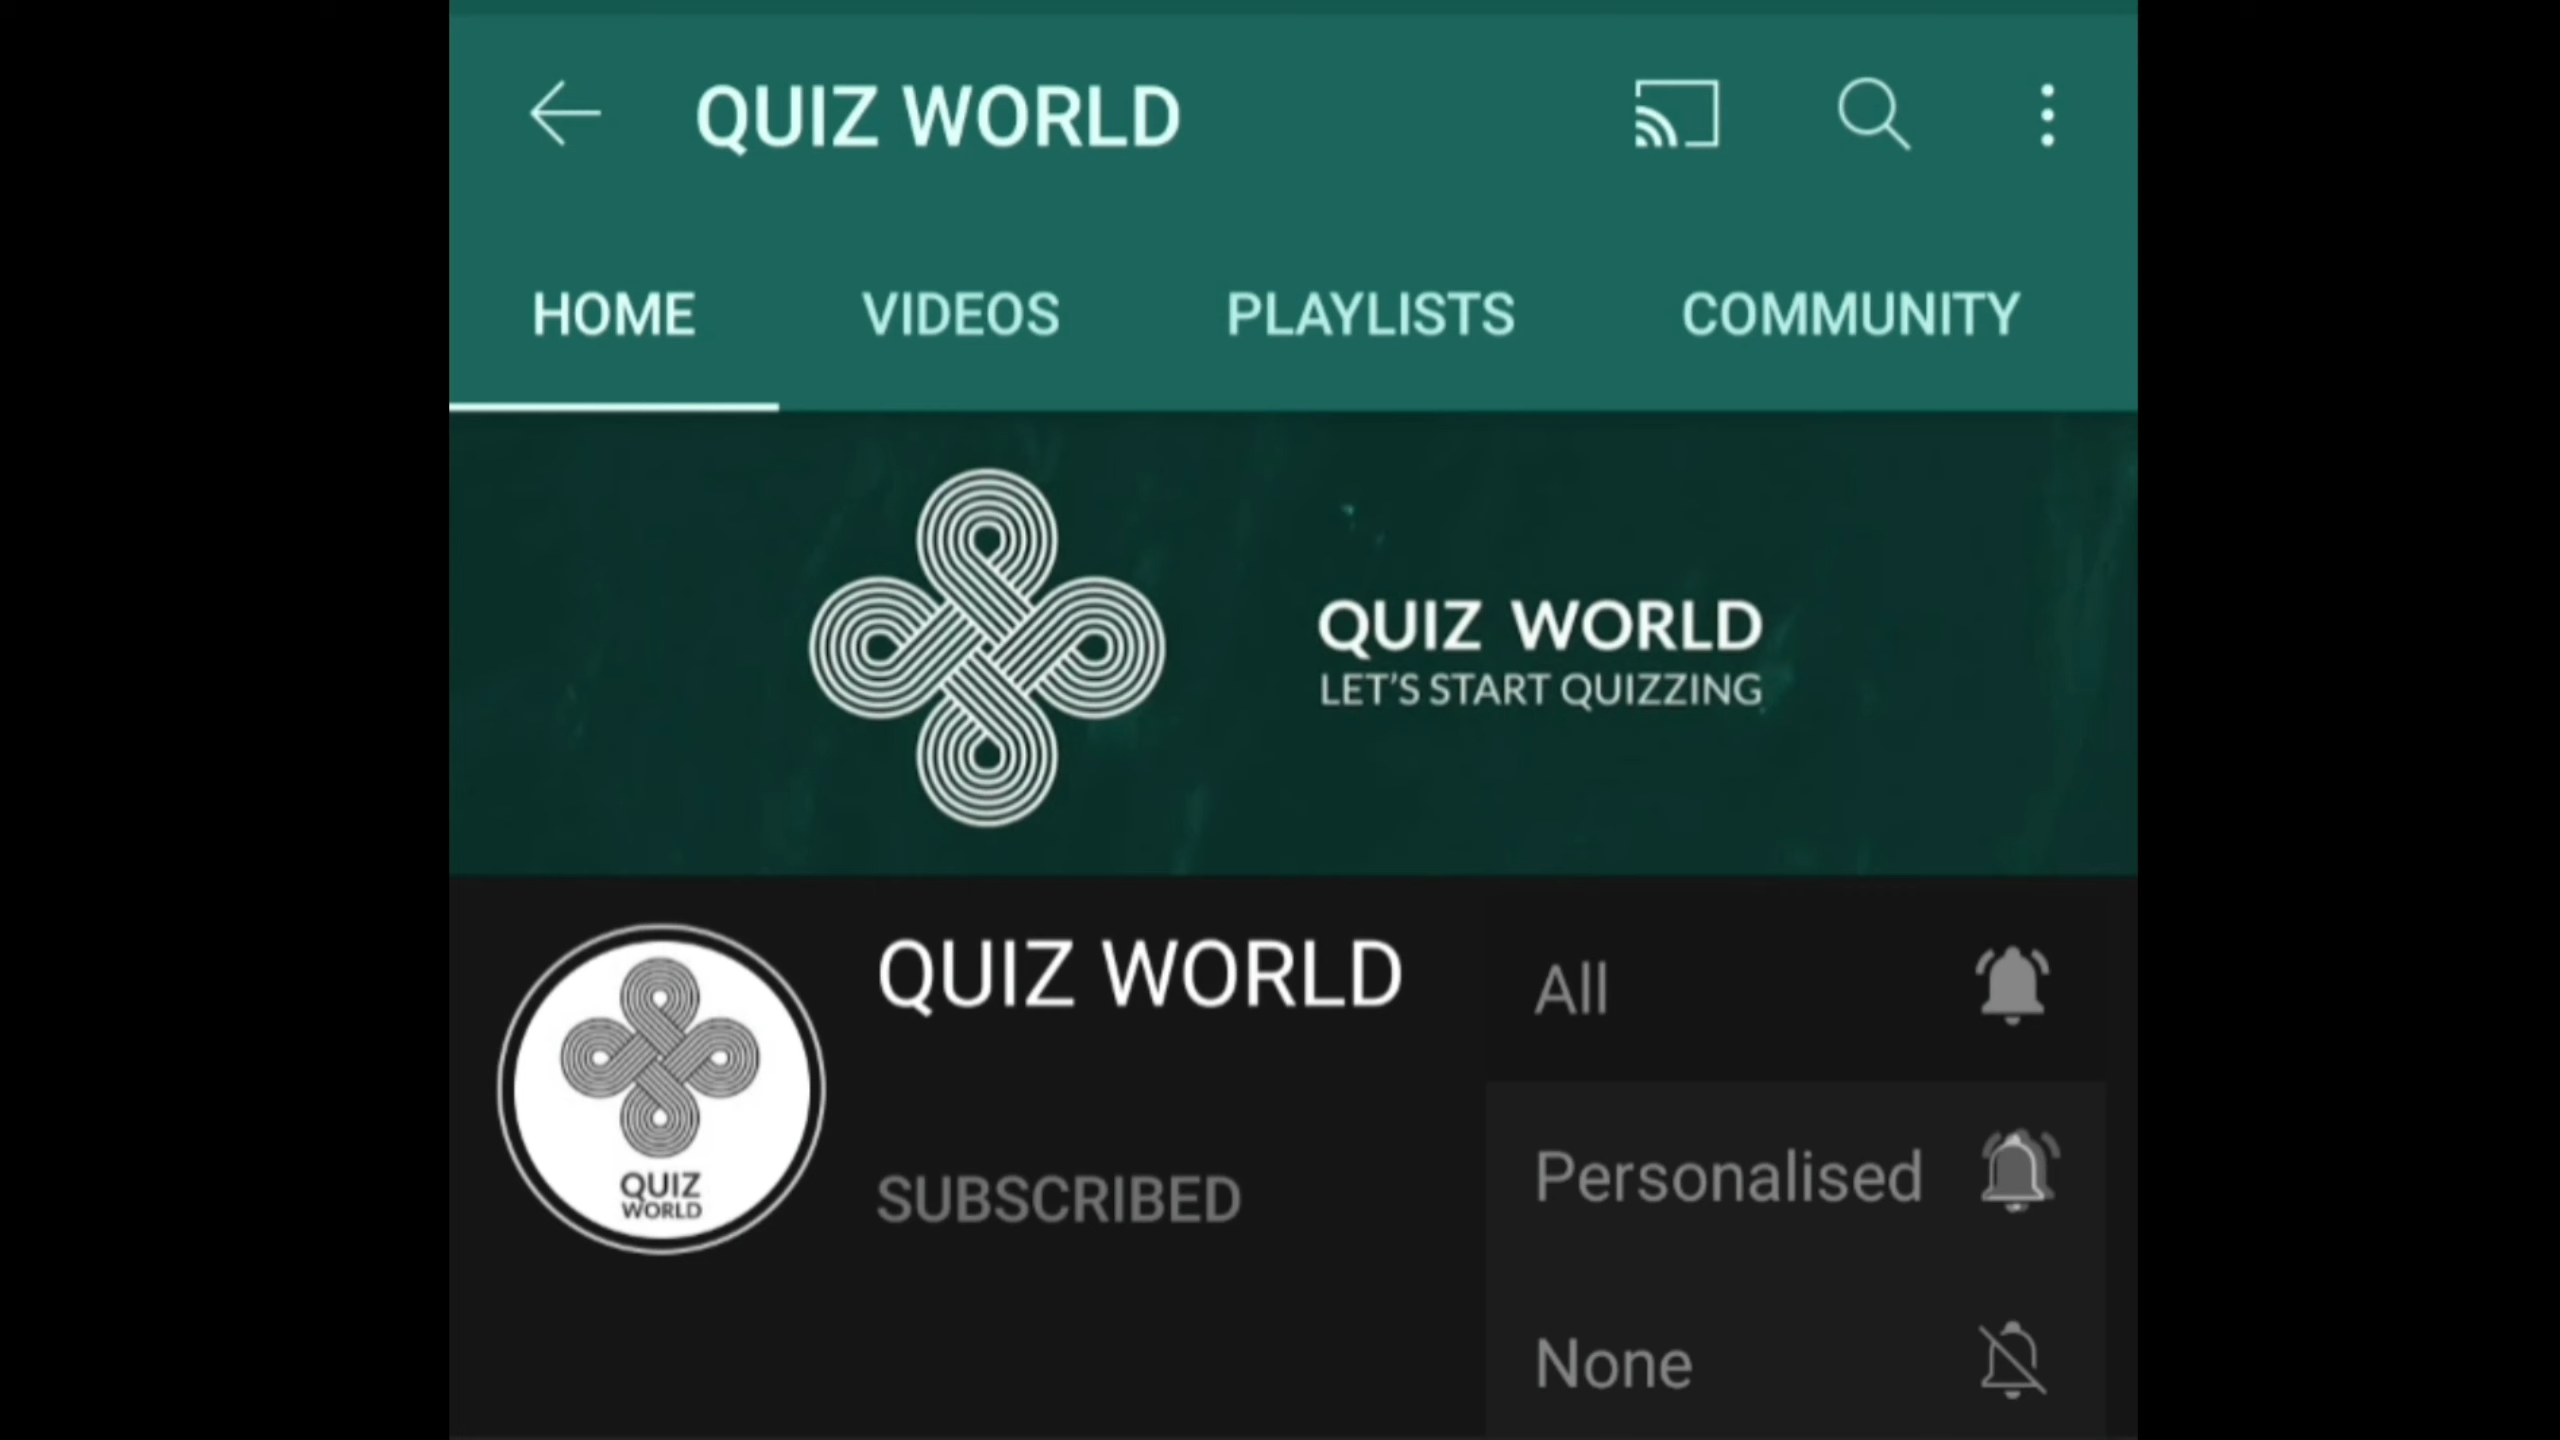 QUIZ WORLD
HOME VIDEOS PLAYLISTS COMMUNITY
QUIZ WORLD
LET'S START QUIZZING
QUIZ WORLD
SUBSCRIBED
QUIZ
WORLD
All
Personalised
None